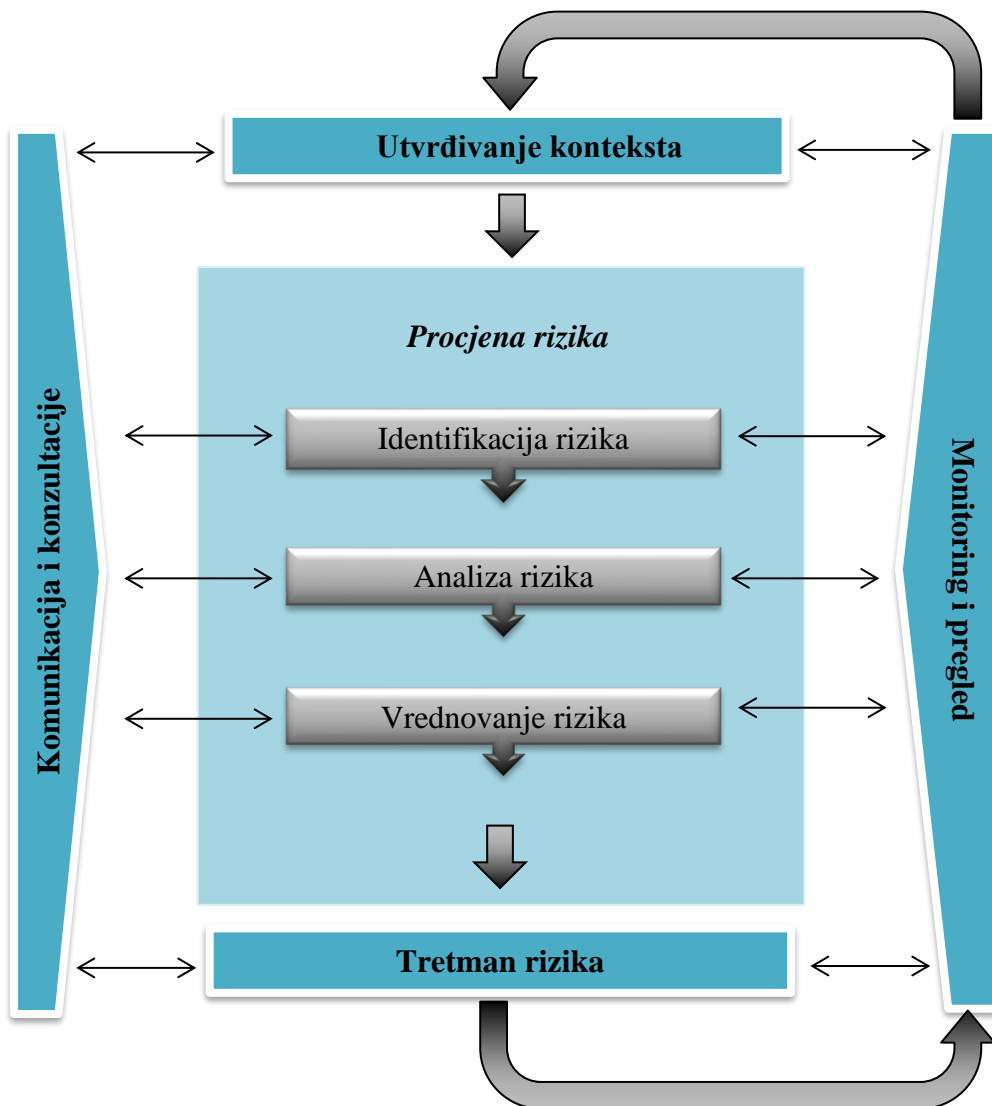 Utvrđivanje konteksta
Procjena rizika
Identifikacija rizika
Analiza rizika
Vrednovanje rizika
Tretman rizika
Komunikacija i konzultacije
Monitoring i pregled